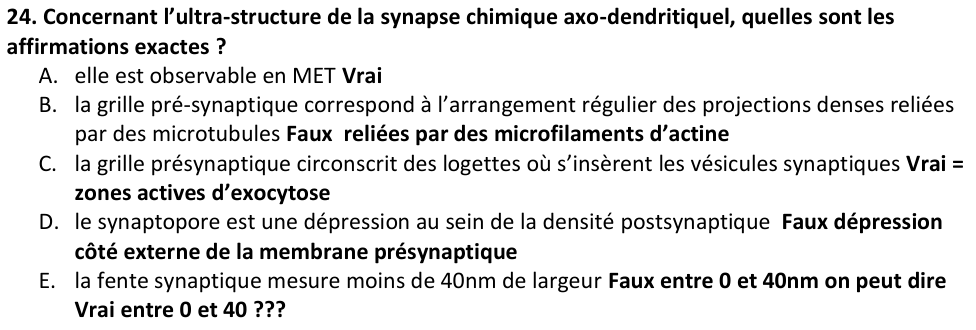 24. Concernant l’ultra-structure de la synapse chimique axo-dendritiquel, quelles sont les
affirmations exactes ?
A. elle est observable en MET Vrai
B. la grille pré-synaptique correspond à l’arrangement régulier des projections denses reliées
par des microtubules Faux reliées par des microfilaments d’actine
C. la grille présynaptique circonscrit des logettes où s’insèrent les vésicules synaptiques Vrai =
zones actives d’exocytose
D. le synaptopore est une dépression au sein de la densité postsynaptique Faux dépression
côté externe de la membrane présynaptique
E. la fente synaptique mesure moins de 40nm de largeur Faux entre 0 et 40nm on peut dire
Vrai entre 0 et 40 ???